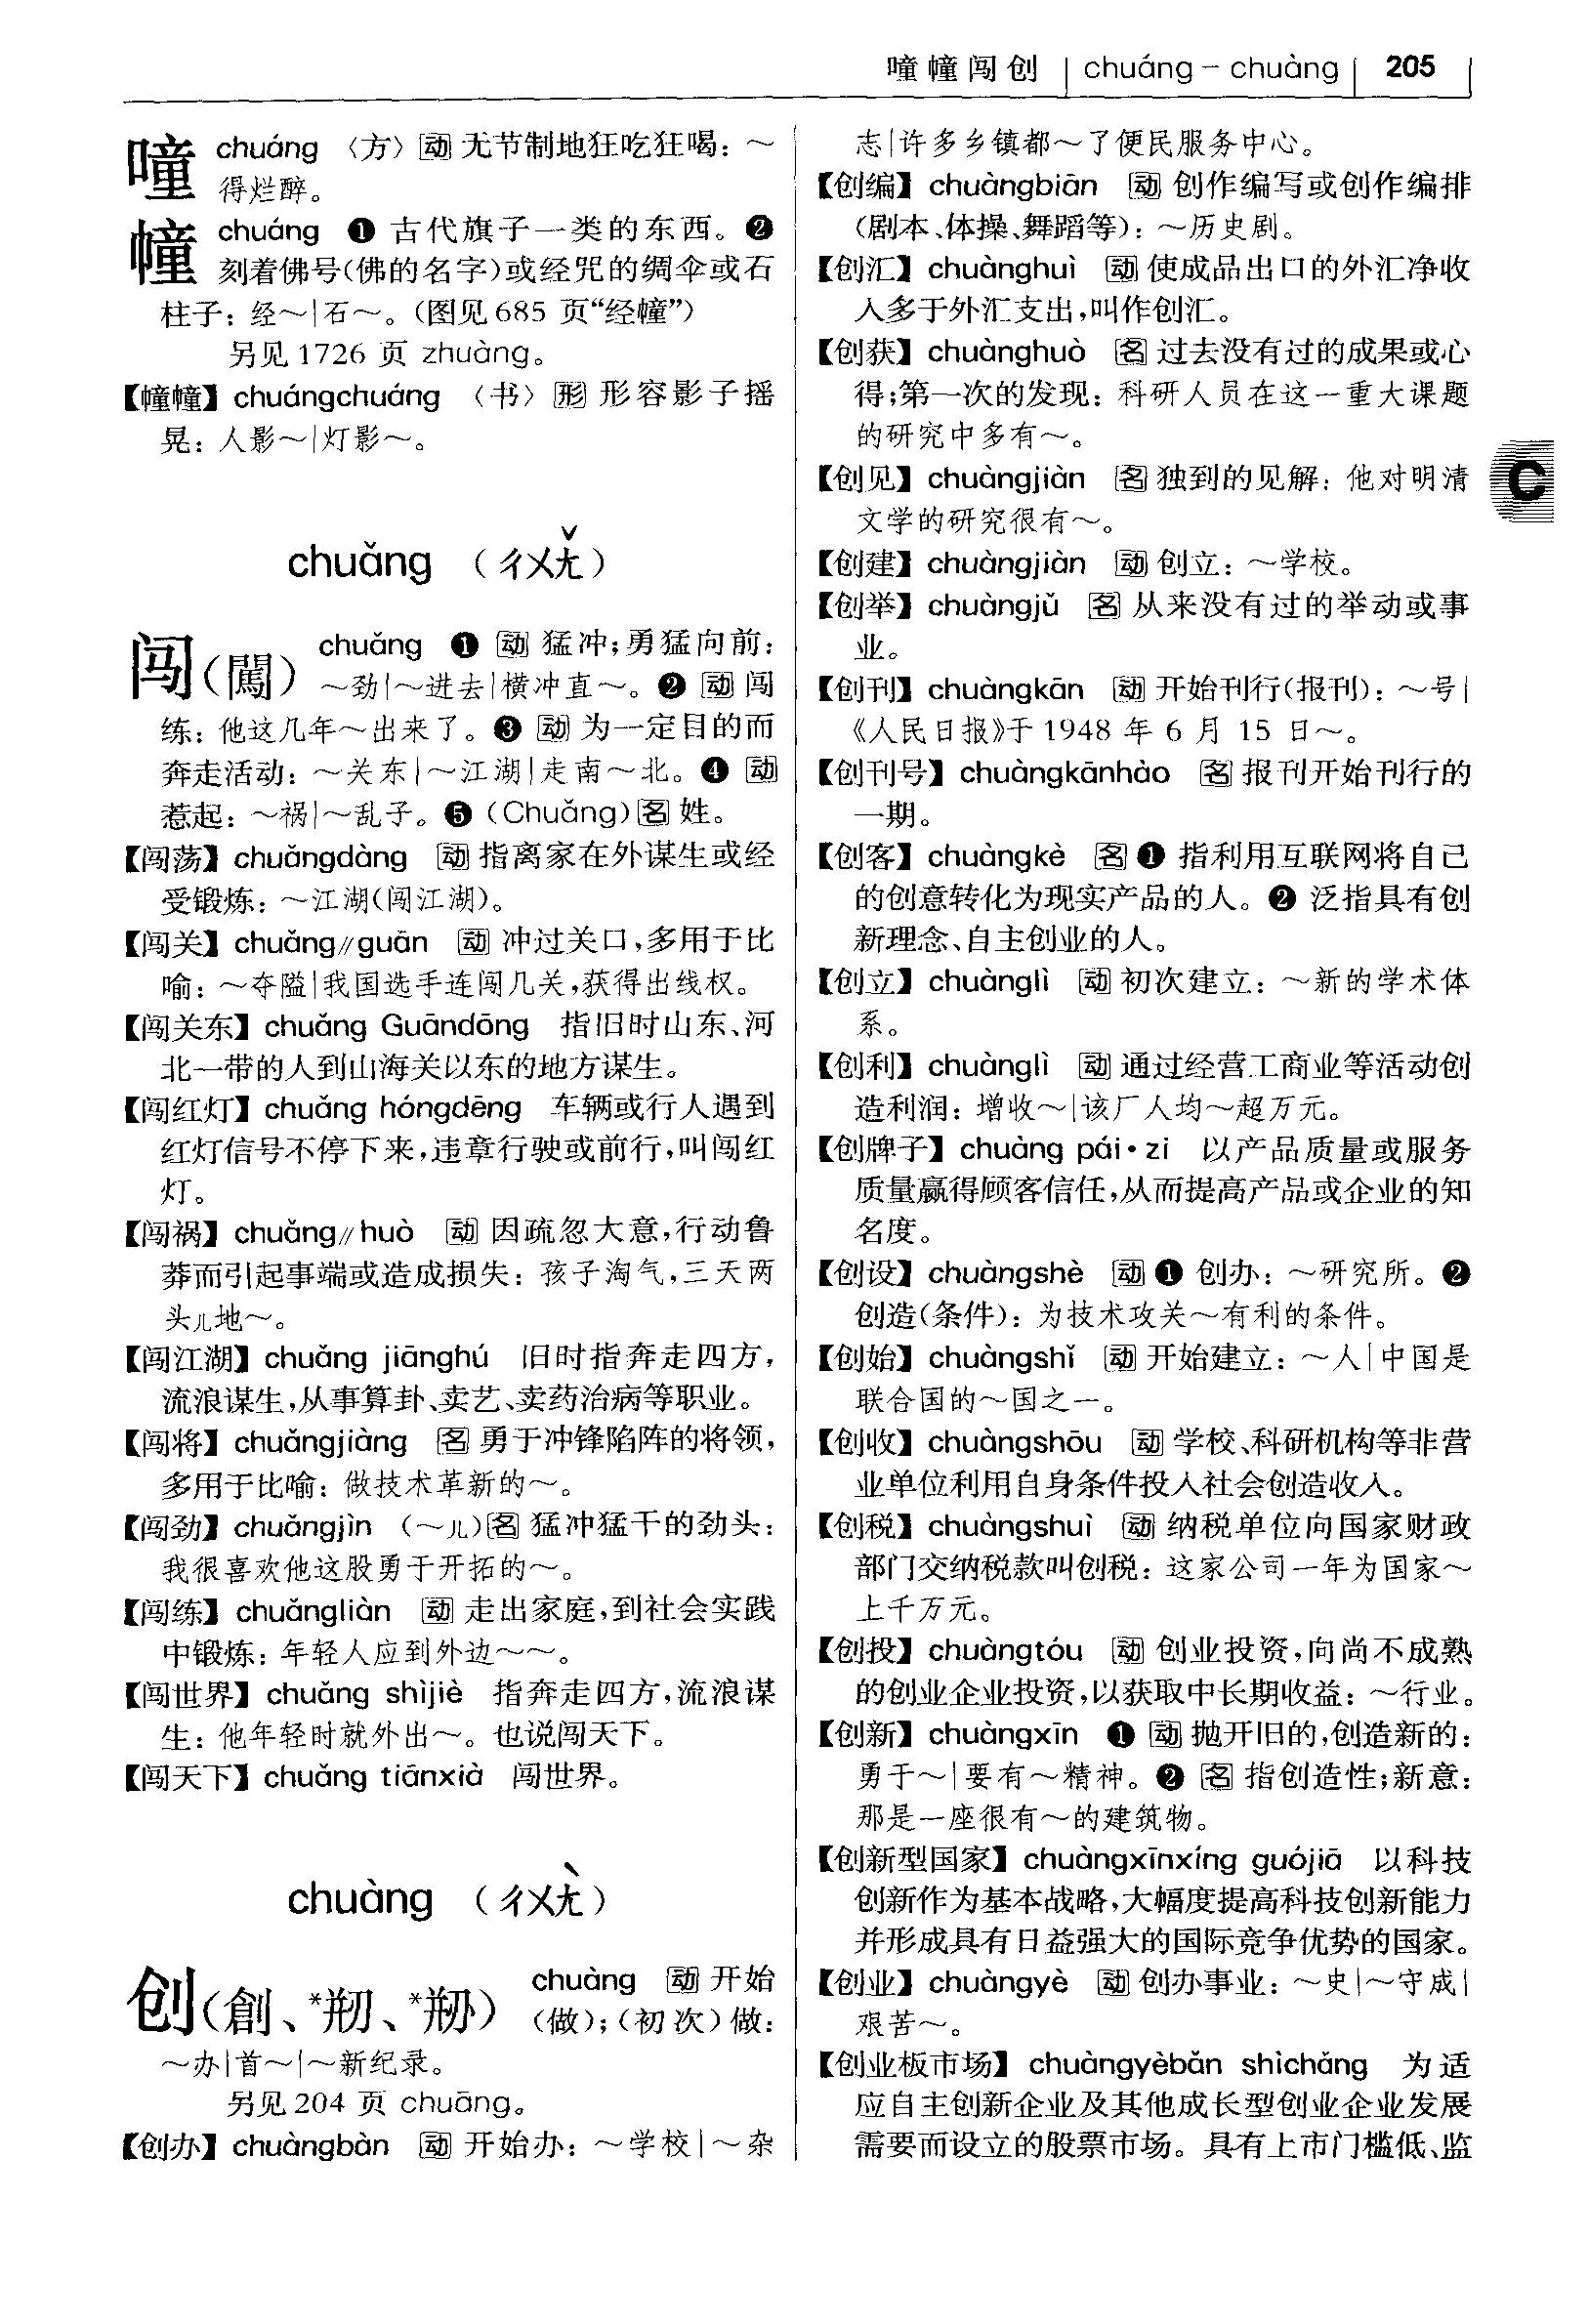 噇幢闯创 chuáng－chuàng 205
噇 chuáng 〈方〉动 无节制地狂吃狂喝：～
得烂醉。
幢 chuáng ❶ 古代旗子一类的东西。❷
刻着佛号(佛的名字)或经咒的绸伞或石
柱子：经～|石～。(图见 685 页“经幢”)
另见 1726 页 zhuàng。
【幢幢】chuángchuáng 〈书〉形 形容影子摇
晃：人影～|灯影～。
chuǎng （ㄔㄨㄤˇ）
闯(闖) chuǎng ❶ 动 猛冲；勇猛向前：
～劲|～进去|横冲直～。❷ 动 闯
练：他这几年～出来了。❸ 动 为一定目的而
奔走活动：～关东|～江湖|走南～北。❹ 动
惹起：～祸|～乱子。❺ (Chuǎng)名 姓。
【闯荡】chuǎngdàng 动 指离家在外谋生或经
受锻炼：～江湖(闯江湖)。
【闯关】chuǎng//guān 动 冲过关口，多用于比
喻：～夺隘|我国选手连闯几关，获得出线权。
【闯关东】chuǎng Guāndōng 指旧时山东、河
北一带的人到山海关以东的地方谋生。
【闯红灯】chuǎng hóngdēng 车辆或行人遇到
红灯信号不停下来，违章行驶或前行，叫闯红
灯。
【闯祸】chuǎng//huò 动 因疏忽大意，行动鲁
莽而引起事端或造成损失：孩子淘气，三天两
头儿地～。
【闯江湖】chuǎng jiānghú 旧时指奔走四方，
流浪谋生，从事算卦、卖艺、卖药治病等职业。
【闯将】chuǎngjiàng 名 勇于冲锋陷阵的将领，
多用于比喻：做技术革新的～。
【闯劲】chuǎngjìn （～儿）名 猛冲猛干的劲头：
我很喜欢他这股勇于开拓的～。
【闯练】chuǎngliàn 动 走出家庭，到社会实践
中锻炼：年轻人应到外边～～。
【闯世界】chuǎng shìjiè 指奔走四方，流浪谋
生：他年轻时就外出～。也说闯天下。
【闯天下】chuǎng tiānxià 闯世界。
chuàng （ㄔㄨㄤˋ）
创(創、*剏、*剙) chuàng 动 开始
(做)；(初次)做：
～办|首～|～新纪录。
另见 204 页 chuāng。
【创办】chuàngbàn 动 开始办：～学校|～杂
志|许多乡镇都～了便民服务中心。
【创编】chuàngbiān 动 创作编写或创作编排
(剧本、体操、舞蹈等)：～历史剧。
【创汇】chuànghuì 动 使成品出口的外汇净收
入多于外汇支出，叫作创汇。
【创获】chuànghuò 名 过去没有过的成果或心
得；第一次的发现：科研人员在这一重大课题
的研究中多有～。
【创见】chuàngjiàn 名 独到的见解：他对明清
文学的研究很有～。
【创建】chuàngjiàn 动 创立：～学校。
【创举】chuàngjǔ 名 从来没有过的举动或事
业。
【创刊】chuàngkān 动 开始刊行(报刊)：～号|
《人民日报》于 1948 年 6 月 15 日～。
【创刊号】chuàngkānhào 名 报刊开始刊行的
一期。
【创客】chuàngkè 名 ❶ 指利用互联网将自己
的创意转化为现实产品的人。❷ 泛指具有创
新理念、自主创业的人。
【创立】chuànglì 动 初次建立：～新的学术体
系。
【创利】chuànglì 动 通过经营工商业等活动创
造利润：增收～|该厂人均～超万元。
【创牌子】chuàng pái·zi 以产品质量或服务
质量赢得顾客信任，从而提高产品或企业的知
名度。
【创设】chuàngshè 动 ❶ 创办：～研究所。❷
创造(条件)：为技术攻关～有利的条件。
【创始】chuàngshǐ 动 开始建立：～人|中国是
联合国的～国之一。
【创收】chuàngshōu 动 学校、科研机构等非营
业单位利用自身条件投入社会创造收入。
【创税】chuàngshuì 动 纳税单位向国家财政
部门交纳税款叫创税：这家公司一年为国家～
上千万元。
【创投】chuàngtóu 动 创业投资，向尚不成熟
的创业企业投资，以获取中长期收益：～行业。
【创新】chuàngxīn ❶ 动 抛开旧的，创造新的：
勇于～|要有～精神。❷ 名 指创造性；新意：
那是一座很有～的建筑物。
【创新型国家】chuàngxīnxíng guójiā 以科技
创新作为基本战略，大幅度提高科技创新能力
并形成具有日益强大的国际竞争优势的国家。
【创业】chuàngyè 动 创办事业：～史|～守成|
艰苦～。
【创业板市场】chuàngyèbǎn shìchǎng 为适
应自主创新企业及其他成长型创业企业发展
需要而设立的股票市场。具有上市门槛低、监
C